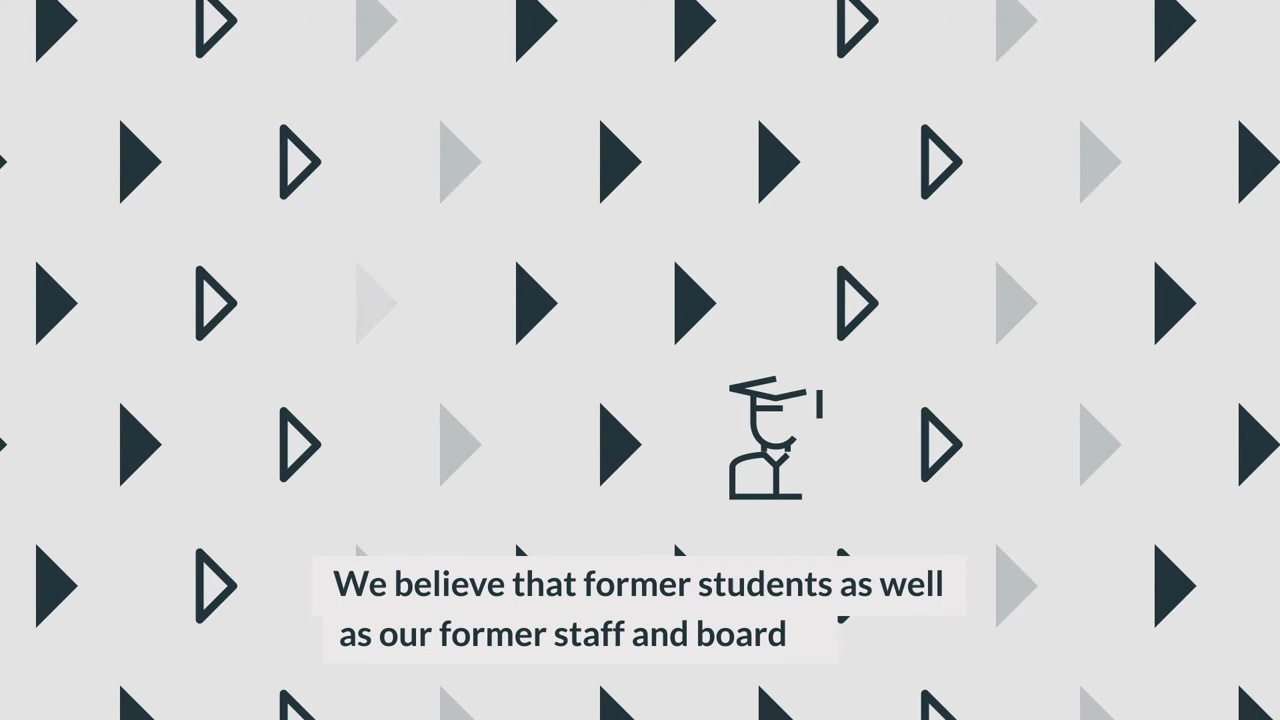 We believe that former students as well
as our former staff and board